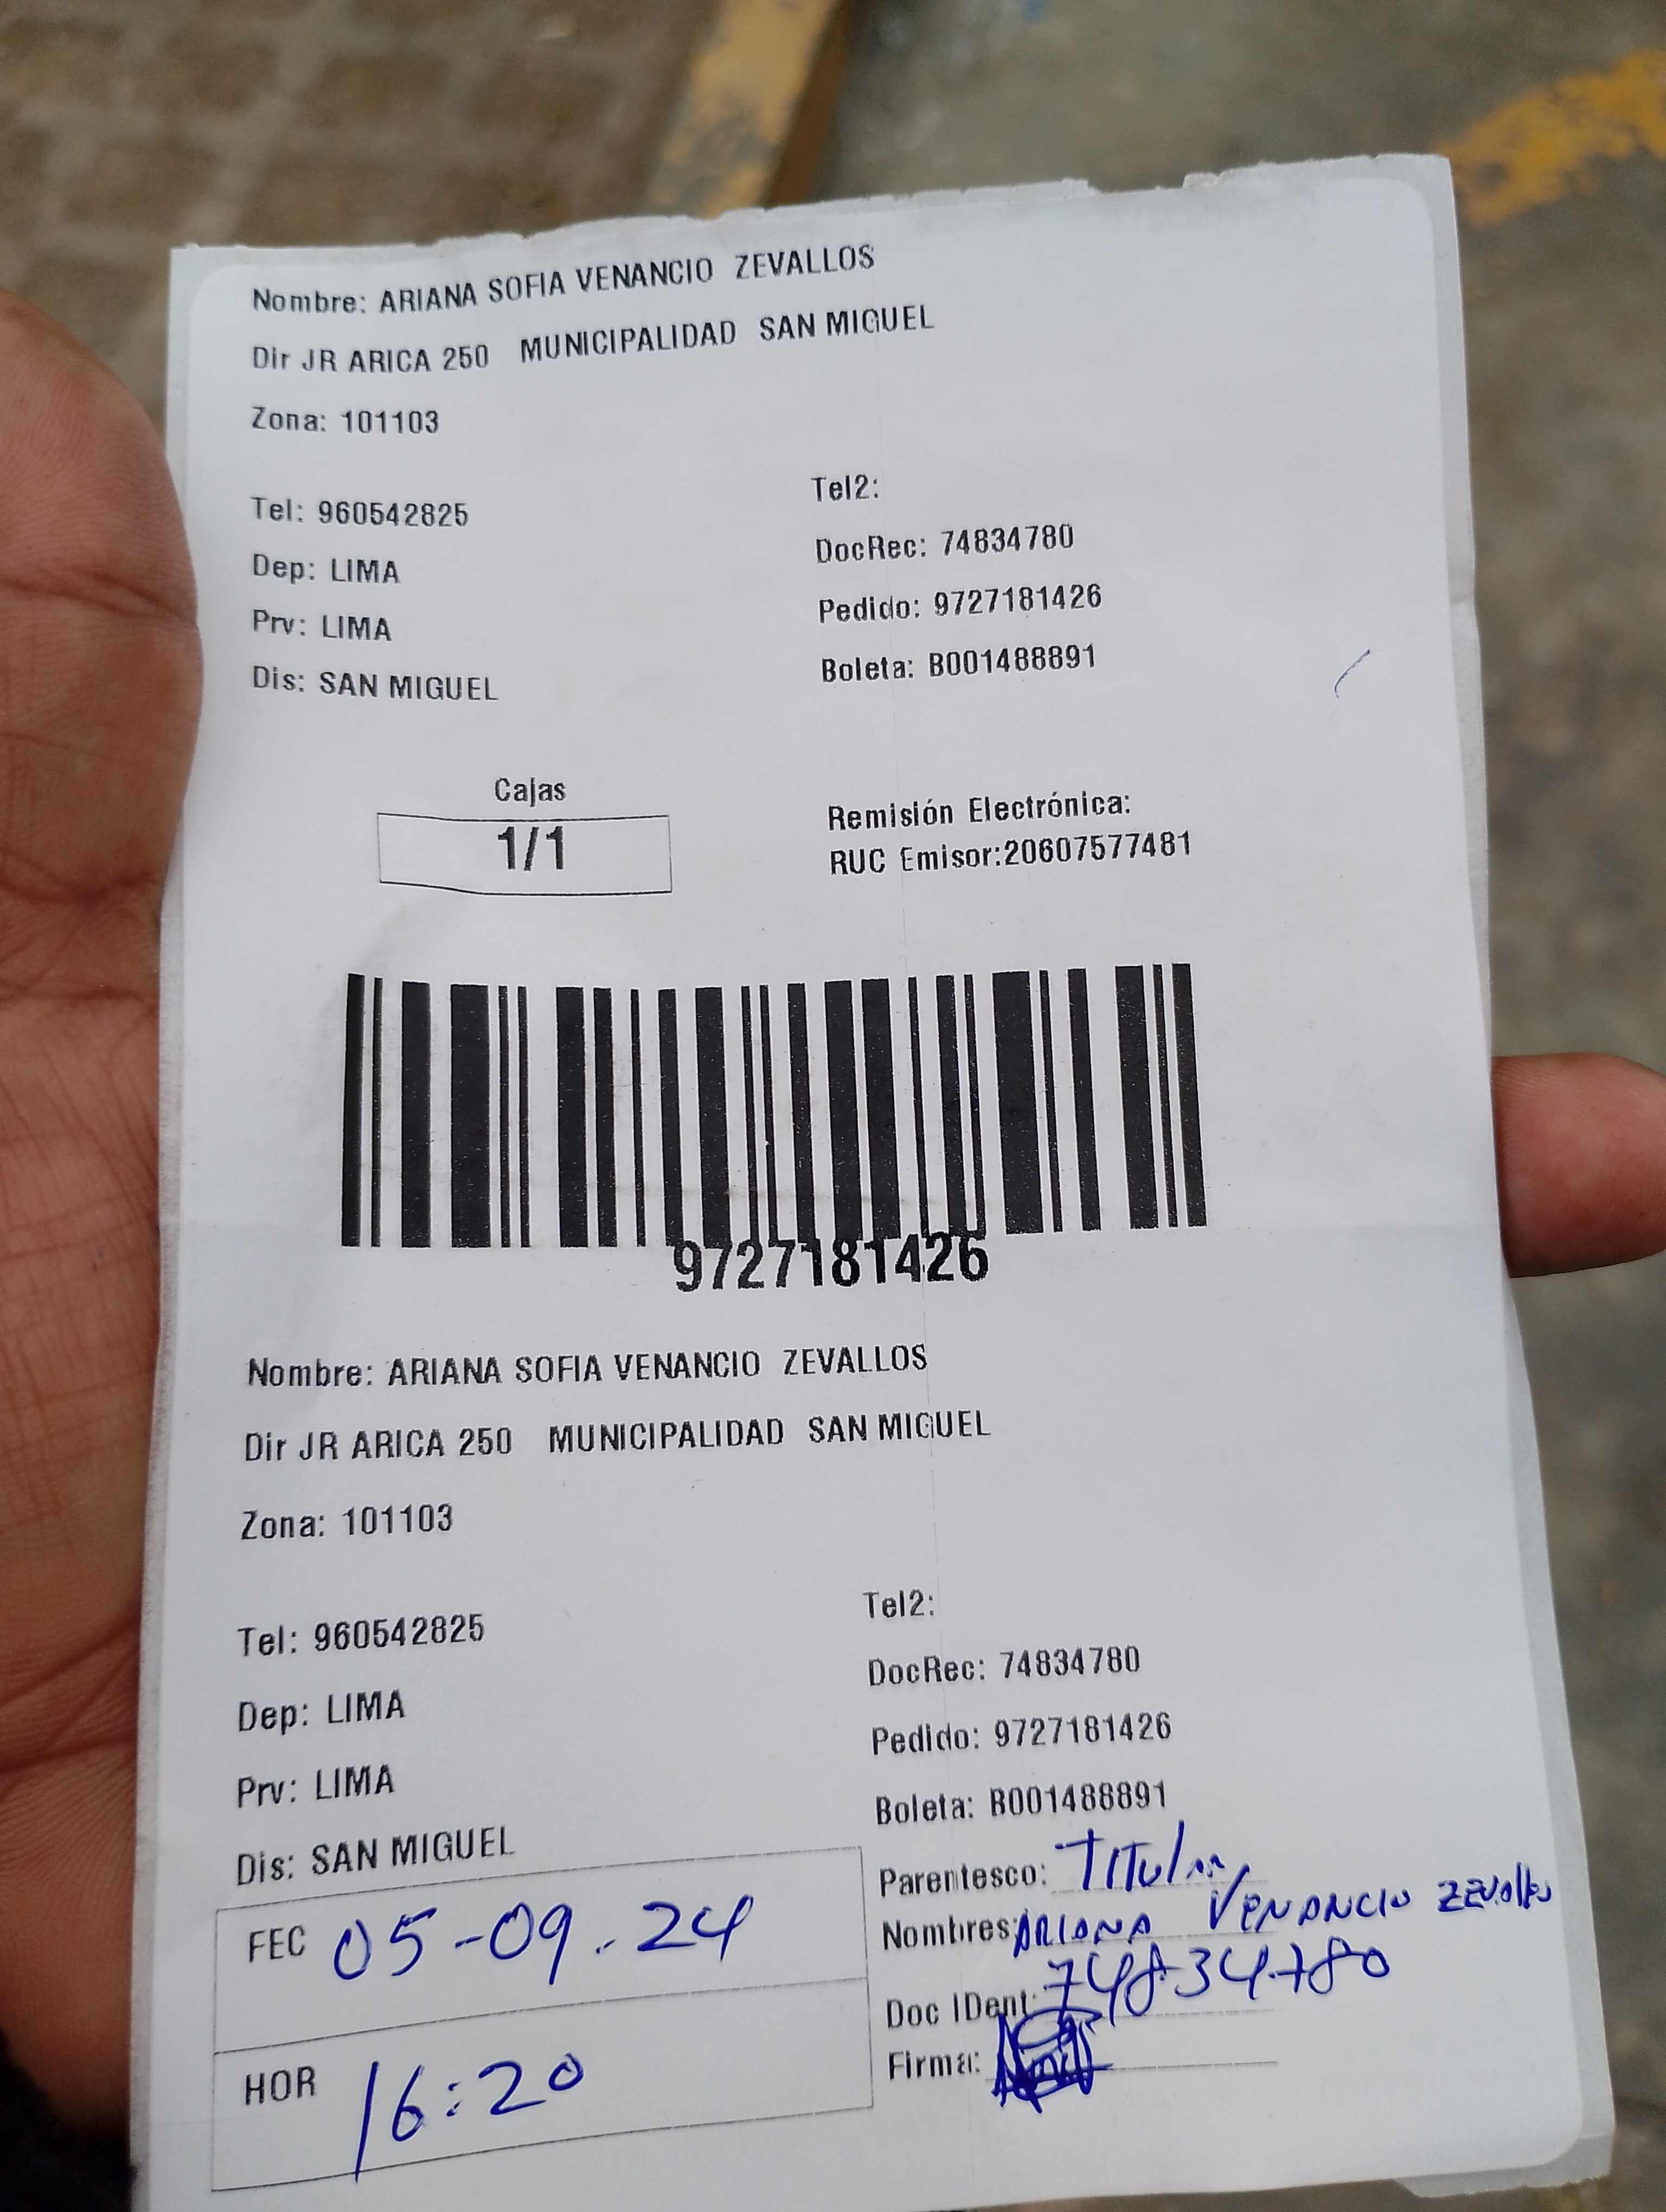 Nombre: ARIANA SOFIA VENANCIO ZEVALLOS
Dir JR ARICA 250 MUNICIPALIDAD SAN MIGUEL
Zona: 101103
Tel: 960542825
Tel2:
Dep: LIMA
DocRec: 74834780
Prv: LIMA
Pedido: 9727181426
Dis: SAN MIGUEL
Boleta: B001488891
Cajas
1/1
Remisión Electrónica:
RUC Emisor:20607577481
9727181426
Nombre: ARIANA SOFIA VENANCIO ZEVALLOS
Dir JR ARICA 250 MUNICIPALIDAD SAN MIGUEL
Zona: 101103
Tel: 960542825
Tel2:
Dep: LIMA
DocRec: 74834780
Prv: LIMA
Pedido: 9727181426
Dis: SAN MIGUEL
Boleta: B001488891
FEC 05-09-24
HOR 16:20
Parentesco: TITular
Nombres: ARIANA VENANCIO ZEVAllos
Doc IDent: 74834780
Firma: